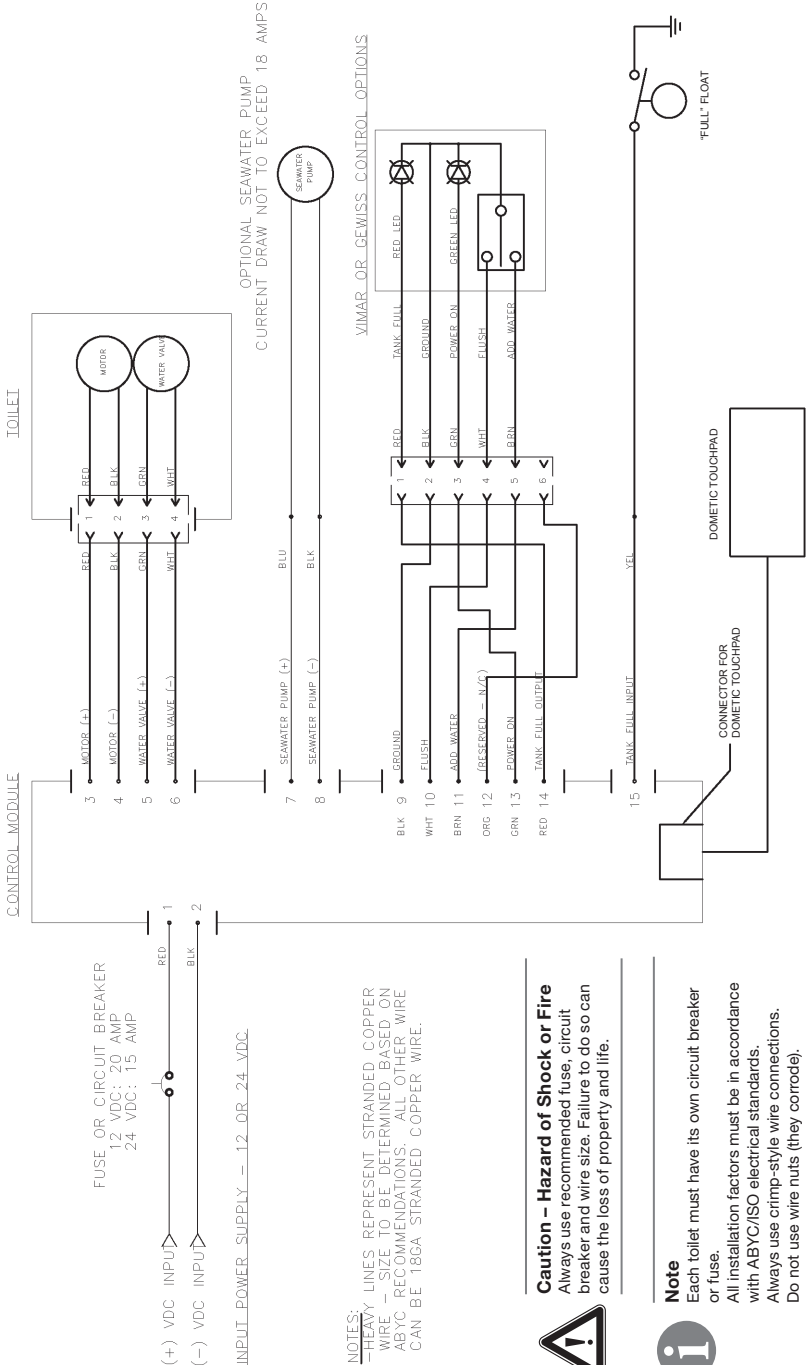 CONTROL MODULE
TOILET
FUSE OR CIRCUIT BREAKER
12 VDC: 20 AMP
24 VDC: 15 AMP
(+) VDC INPUT
(−) VDC INPUT
INPUT POWER SUPPLY − 12 OR 24 VDC
RED
BLK
1
2
3
4
5
6
MOTOR (+)
MOTOR (−)
WATER VALVE (+)
WATER VALVE (−)
RED
BLK
GRN
WHT
1
2
3
4
RED
BLK
GRN
WHT
MOTOR
WATER VALVE
OPTIONAL SEAWATER PUMP
CURRENT DRAW NOT TO EXCEED 18 AMPS
7
8
SEAWATER PUMP (+)
SEAWATER PUMP (−)
BLU
BLK
SEAWATER
PUMP
VIMAR OR GEWISS CONTROL OPTIONS
BLK 9
WHT 10
BRN 11
ORG 12
GRN 13
RED 14
GROUND
FLUSH
ADD WATER
(RESERVED − N/C)
POWER ON
TANK FULL OUTPUT
1
2
3
4
5
6
RED
BLK
GRN
WHT
BRN
TANK FULL
GROUND
POWER ON
FLUSH
ADD WATER
RED LED
GREEN LED
15
TANK FULL INPUT
YEL
"FULL" FLOAT
CONNECTOR FOR
DOMETIC TOUCHPAD
DOMETIC TOUCHPAD
NOTES:
−HEAVY LINES REPRESENT STRANDED COPPER
WIRE − SIZE TO BE DETERMINED BASED ON
ABYC RECOMMENDATIONS. ALL OTHER WIRE
CAN BE 18GA STRANDED COPPER WIRE.
Caution – Hazard of Shock or Fire
Always use recommended fuse, circuit
breaker and wire size. Failure to do so can
cause the loss of property and life.
Note
Each toilet must have its own circuit breaker
or fuse.
All installation factors must be in accordance
with ABYC/ISO electrical standards.
Always use crimp-style wire connections.
Do not use wire nuts (they corrode).